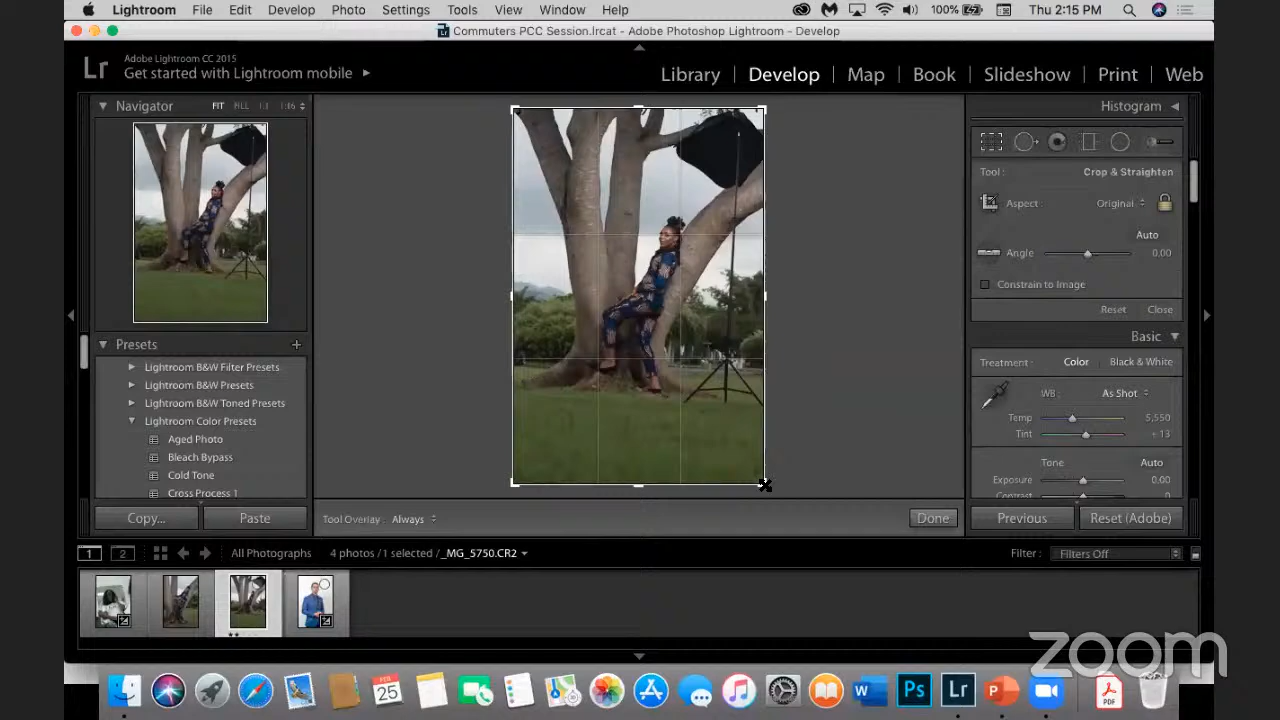 Lightroom File Edit Develop Photo Settings Tools View Window Help 100% Thu 2:15 PM
Commuters PCC Session.lrcat - Adobe Photoshop Lightroom - Develop
Lr Adobe Lightroom CC 2015
Get started with Lightroom mobile
Library Develop Map Book Slideshow Print Web
Navigator FIT FILL 1:1 1:16
Histogram
Tool : Crop & Straighten
Aspect : Original
Auto
Angle 0.00
Constrain to Image
Reset Close
Basic
Treatment : Color Black & White
WB : As Shot
Temp 5,550
Tint + 13
Tone Auto
Exposure 0.00
Contrast
Presets +
Lightroom B&W Filter Presets
Lightroom B&W Presets
Lightroom B&W Toned Presets
Lightroom Color Presets
Aged Photo
Bleach Bypass
Cold Tone
Cross Process 1
Copy... Paste
Tool Overlay : Always
Done
Previous Reset (Adobe)
1 2 All Photographs 4 photos / 1 selected / _MG_5750.CR2
Filter : Filters Off
zoom
FEB
25
W Ps Lr P
PDF